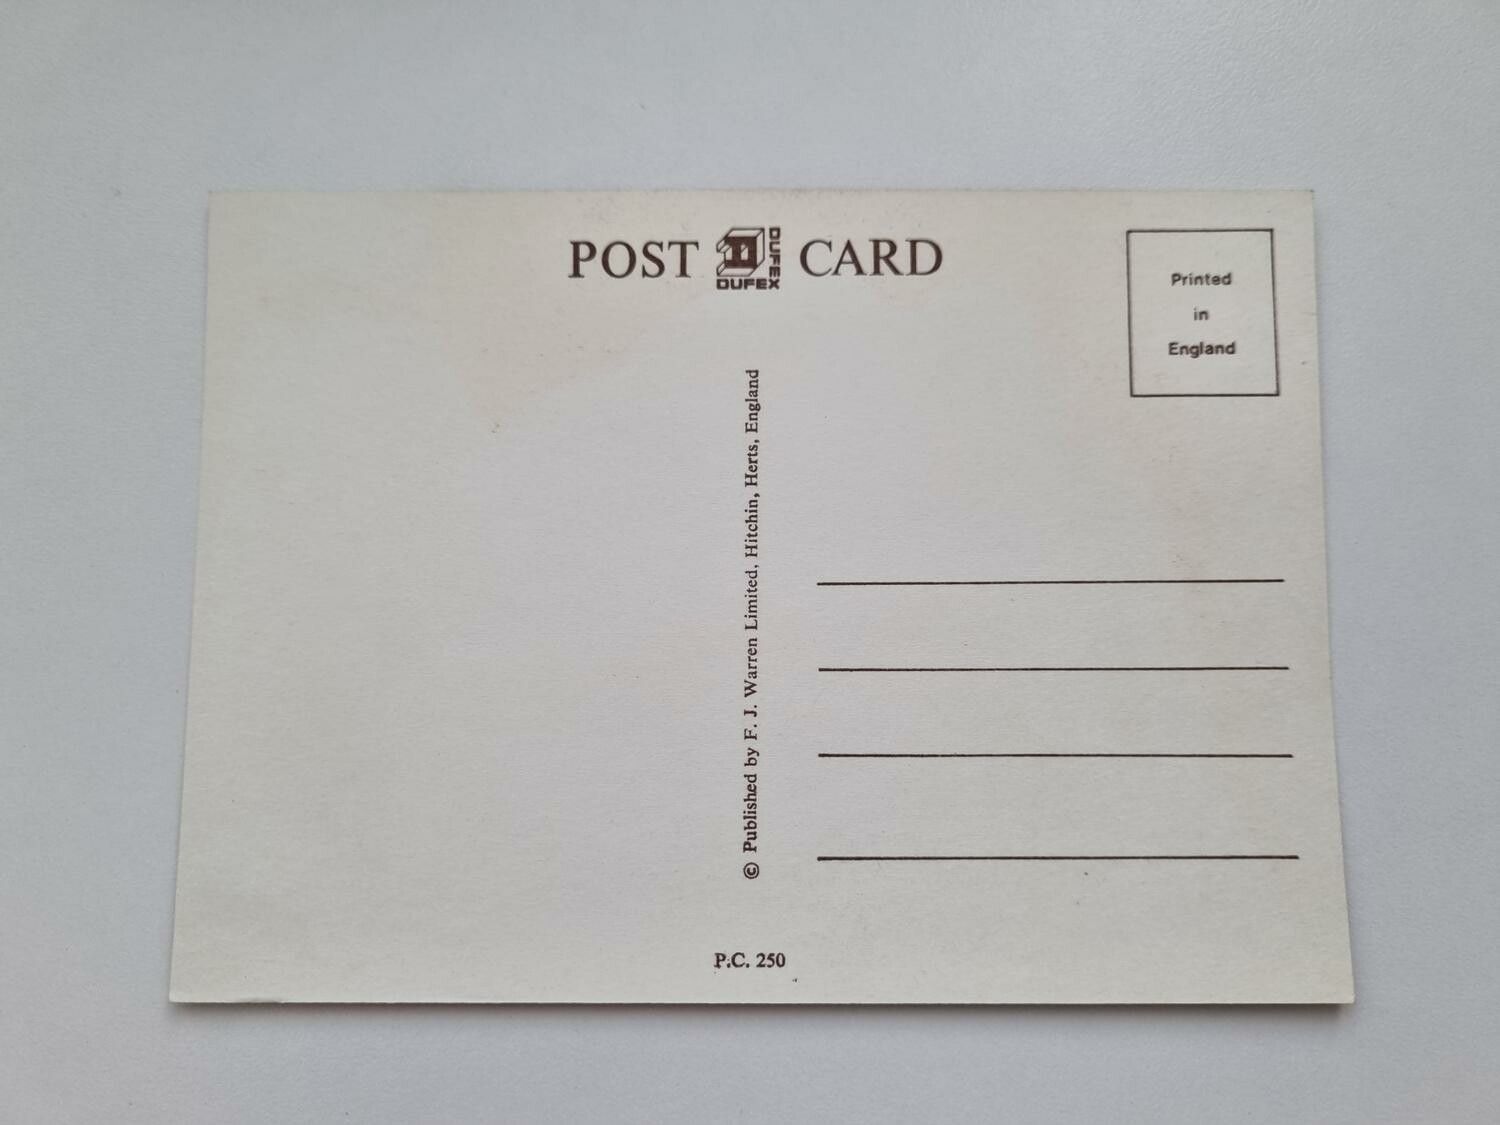 POST DUFEX DUFEX CARD
Printed
in
England
© Published by F. J. Warren Limited, Hitchin, Herts, England
P.C. 250